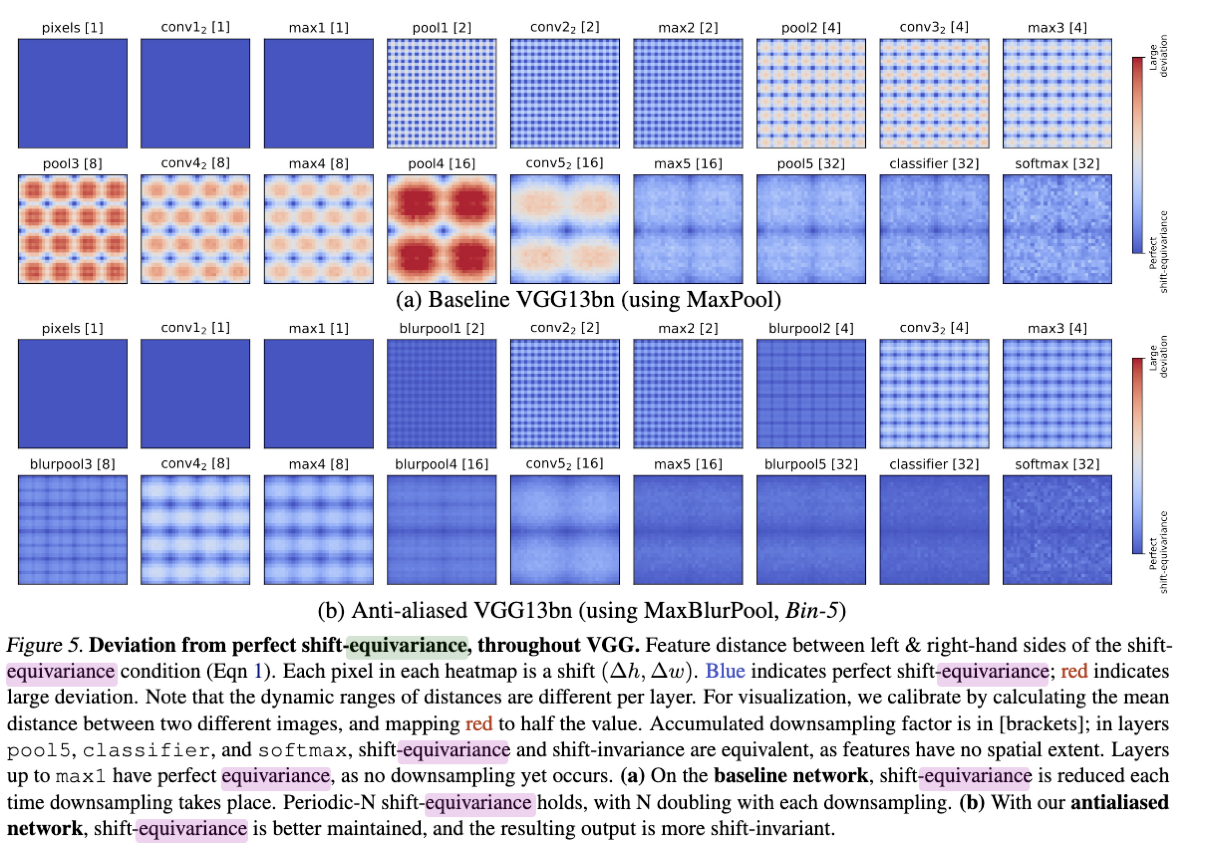 pixels [1] conv1₂ [1] max1 [1] pool1 [2] conv2₂ [2] max2 [2] pool2 [4] conv3₂ [4] max3 [4]
Large deviation
pool3 [8] conv4₂ [8] max4 [8] pool4 [16] conv5₂ [16] max5 [16] pool5 [32] classifier [32] softmax [32]
Perfect shift-equivariance
(a) Baseline VGG13bn (using MaxPool)
pixels [1] conv1₂ [1] max1 [1] blurpool1 [2] conv2₂ [2] max2 [2] blurpool2 [4] conv3₂ [4] max3 [4]
Large deviation
blurpool3 [8] conv4₂ [8] max4 [8] blurpool4 [16] conv5₂ [16] max5 [16] blurpool5 [32] classifier [32] softmax [32]
Perfect shift-equivariance
(b) Anti-aliased VGG13bn (using MaxBlurPool, Bin-5)
Figure 5. Deviation from perfect shift-equivariance, throughout VGG. Feature distance between left & right-hand sides of the shift-
equivariance condition (Eqn 1). Each pixel in each heatmap is a shift (Δh, Δw). Blue indicates perfect shift-equivariance; red indicates
large deviation. Note that the dynamic ranges of distances are different per layer. For visualization, we calibrate by calculating the mean
distance between two different images, and mapping red to half the value. Accumulated downsampling factor is in [brackets]; in layers
pool5, classifier, and softmax, shift-equivariance and shift-invariance are equivalent, as features have no spatial extent. Layers
up to max1 have perfect equivariance, as no downsampling yet occurs. (a) On the baseline network, shift-equivariance is reduced each
time downsampling takes place. Periodic-N shift-equivariance holds, with N doubling with each downsampling. (b) With our antialiased
network, shift-equivariance is better maintained, and the resulting output is more shift-invariant.